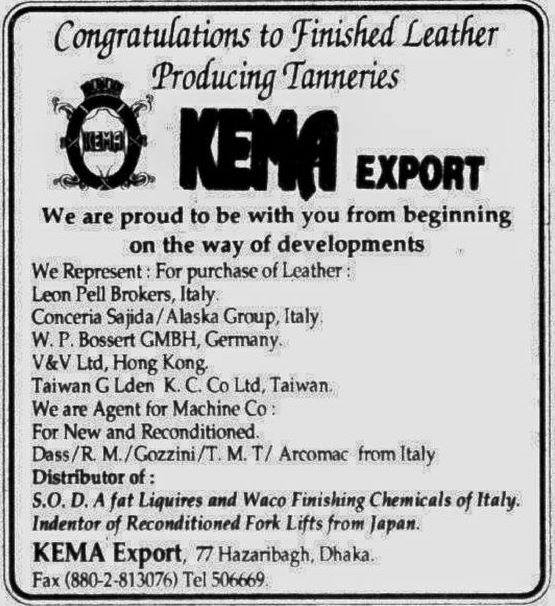 Congratulations to Finished Leather
Producing Tanneries
KEMA
KEMA EXPORT
We are proud to be with you from beginning
on the way of developments
We Represent : For purchase of Leather :
Leon Pell Brokers, Italy.
Conceria Sajida/Alaska Group, Italy.
W. P. Bossert GMBH, Germany.
V&V Ltd, Hong Kong.
Taiwan G Lden K. C. Co Ltd, Taiwan.
We are Agent for Machine Co :
For New and Reconditioned.
Dass/R. M./Gozzini/T. M. T/ Arcomac from Italy
Distributor of :
S.O. D. A fat Liquires and Waco Finishing Chemicals of Italy.
Indentor of Reconditioned Fork Lifts from Japan.
KEMA Export, 77 Hazaribagh, Dhaka.
Fax (880-2-813076) Tel 506669.